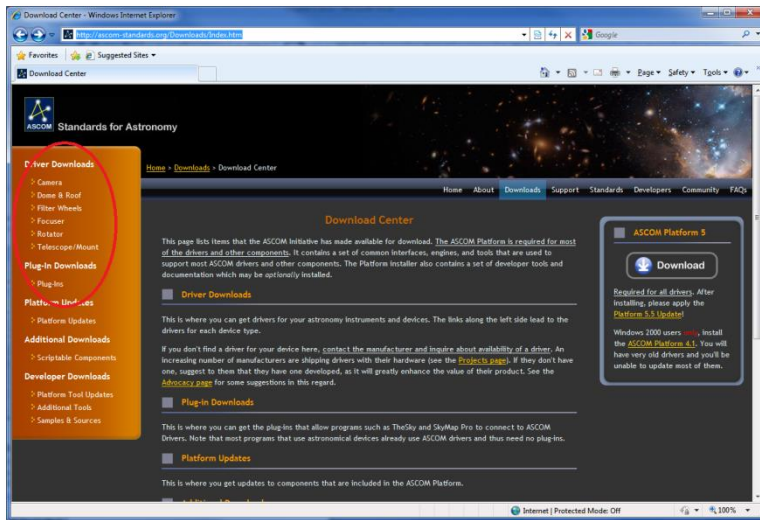 Download Center - Windows Internet Explorer
http://ascom-standards.org/Downloads/Index.htm
Google
Favorites
Suggested Sites
Download Center
Page
Safety
Tools
ASCOM
Standards for Astronomy
Home > Downloads > Download Center
Home About Downloads Support Standards Developers Community FAQs
Driver Downloads
Camera
Dome & Roof
Filter Wheels
Focuser
Rotator
Telescope/Mount
Plug-In Downloads
Plug-Ins
Platform Updates
Platform Updates
Additional Downloads
Scriptable Components
Developer Downloads
Platform Tool Updates
Additional Tools
Samples & Sources
Download Center
This page lists items that the ASCOM Initiative has made available for download. The ASCOM Platform is required for most
of the drivers and other components. It contains a set of common interfaces, engines, and tools that are used to
support most ASCOM drivers and other components. The Platform Installer also contains a set of developer tools and
documentation which may be optionally installed.
Driver Downloads
This is where you can get drivers for your astronomy instruments and devices. The links along the left side lead to the
drivers for each device type.
If you don't find a driver for your device here, contact the manufacturer and inquire about availability of a driver. An
increasing number of manufacturers are shipping drivers with their hardware (see the Projects page). If they don't have
one, suggest to them that they have one developed, as it will greatly enhance the value of their product. See the
Advocacy page for some suggestions in this regard.
Plug-in Downloads
This is where you can get the plug-ins that allow programs such as TheSky and SkyMap Pro to connect to ASCOM
Drivers. Note that most programs that use astronomical devices already use ASCOM drivers and thus need no plug-ins.
Platform Updates
This is where you get updates to components that are included in the ASCOM Platform.
ASCOM Platform 5
Download
Required for all drivers. After
installing, please apply the
Platform 5.5 Update!
Windows 2000 users only, install
the ASCOM Platform 4.1. You will
have very old drivers and you'll be
unable to update most of them.
Internet | Protected Mode: Off
100%